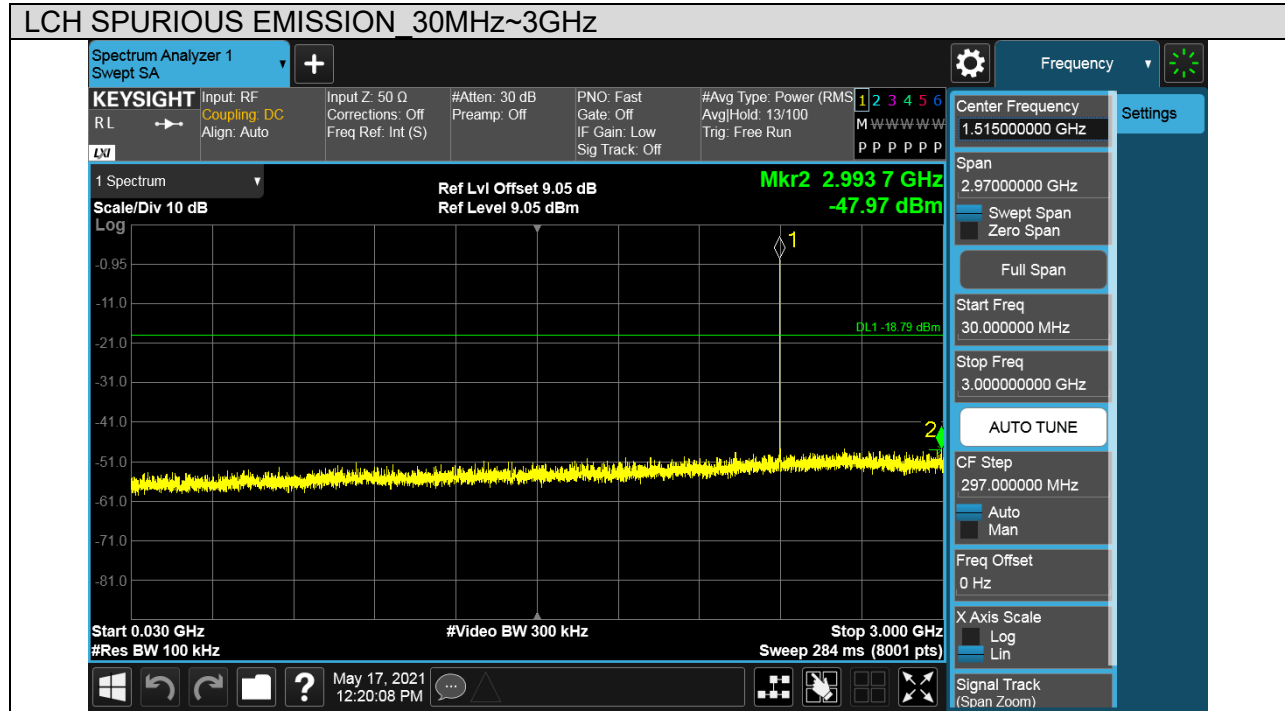 LCH SPURIOUS EMISSION_30MHz~3GHz
Spectrum Analyzer 1
Swept SA
Frequency
KEYSIGHT
R L
LXI
Input: RF
Coupling: DC
Align: Auto
Input Z: 50 Ω
Corrections: Off
Freq Ref: Int (S)
#Atten: 30 dB
Preamp: Off
PNO: Fast
Gate: Off
IF Gain: Low
Sig Track: Off
#Avg Type: Power (RMS
Avg|Hold: 13/100
Trig: Free Run
1 2 3 4 5 6
M W W W W W
P P P P P P
1 Spectrum
Scale/Div 10 dB
Log
Ref Lvl Offset 9.05 dB
Ref Level 9.05 dBm
Mkr2 2.993 7 GHz
-47.97 dBm
1
-0.95
-11.0
DL1 -18.79 dBm
-21.0
-31.0
-41.0
2
-51.0
-61.0
-71.0
-81.0
Start 0.030 GHz
#Res BW 100 kHz
#Video BW 300 kHz
Stop 3.000 GHz
Sweep 284 ms (8001 pts)
?
May 17, 2021
12:20:08 PM
Center Frequency
1.515000000 GHz
Settings
Span
2.97000000 GHz
Swept Span
Zero Span
Full Span
Start Freq
30.000000 MHz
Stop Freq
3.000000000 GHz
AUTO TUNE
CF Step
297.000000 MHz
Auto
Man
Freq Offset
0 Hz
X Axis Scale
Log
Lin
Signal Track
(Span Zoom)